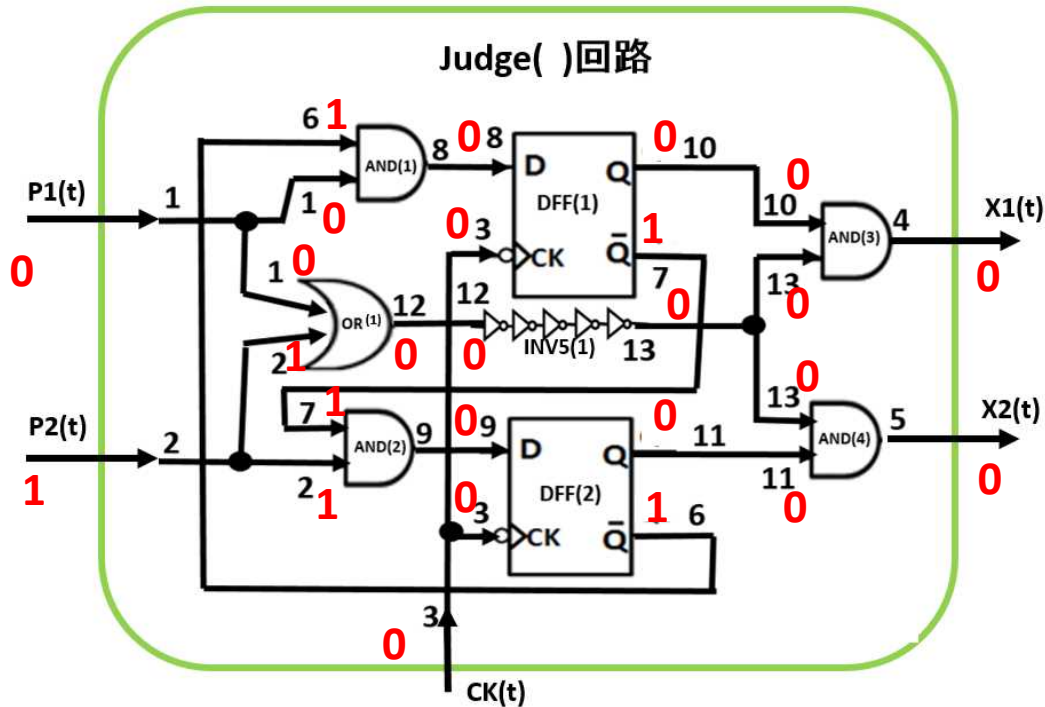 Judge( )回路
6 1
AND(1)
8 0 8
D
Q
0 10
0
10
P1(t)
1
1 0
DFF(1)
0
0 3
CK
Q̅
1
7
AND(3)
4
X1(t)
0
13
0
1 0
OR(1)
12
0
12
0
INV5(1)
0
13
2 1
0
13
7 1
AND(2)
9 0 9
D
Q
0 11
AND(4)
5
X2(t)
0
11 0
P2(t)
2
1
2 1
DFF(2)
0
3
CK
Q̅
1 6
3
0
CK(t)